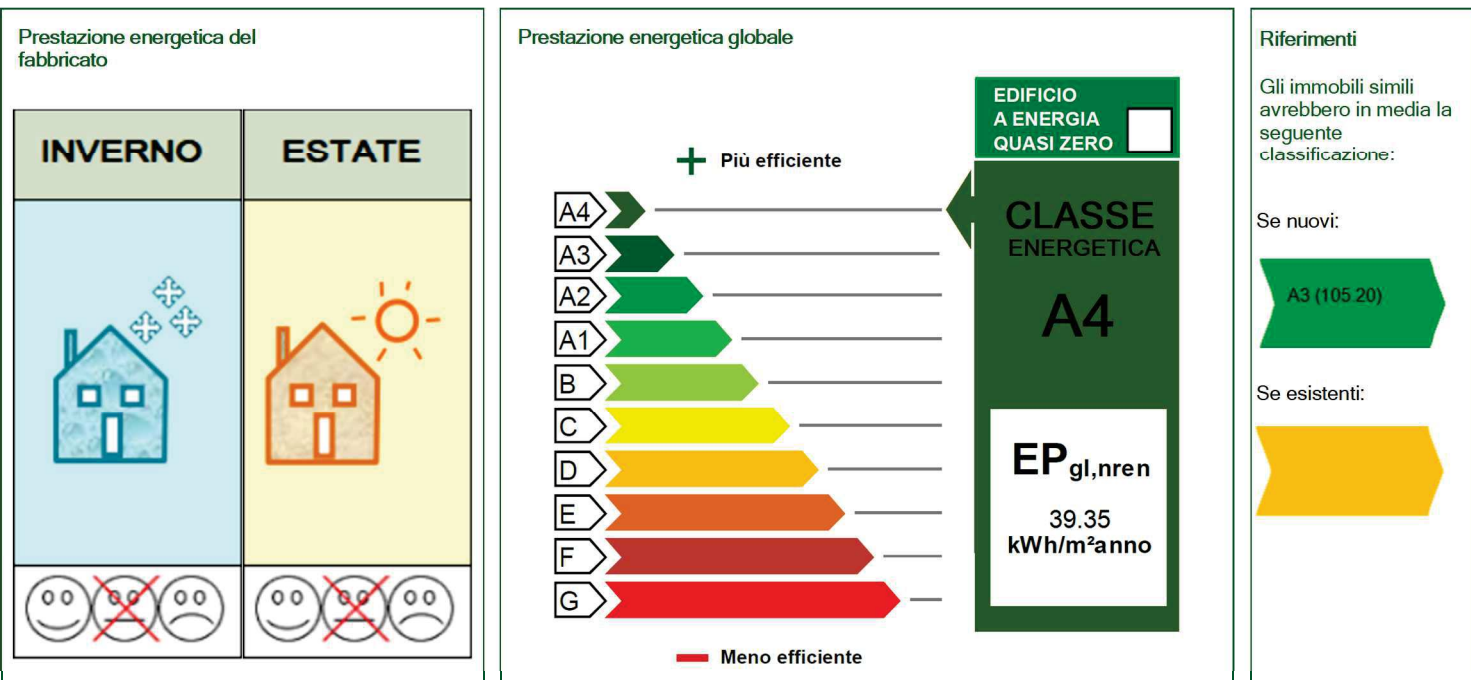 Prestazione energetica del
fabbricato
INVERNO
ESTATE
Prestazione energetica globale
+ Più efficiente
A4
A3
A2
A1
B
C
D
E
F
G
— Meno efficiente
EDIFICIO
A ENERGIA
QUASI ZERO
CLASSE
ENERGETICA
A4
EPgl,nren
39.35
kWh/m²anno
Riferimenti
Gli immobili simili
avrebbero in media la
seguente
classificazione:
Se nuovi:
A3 (105.20)
Se esistenti: